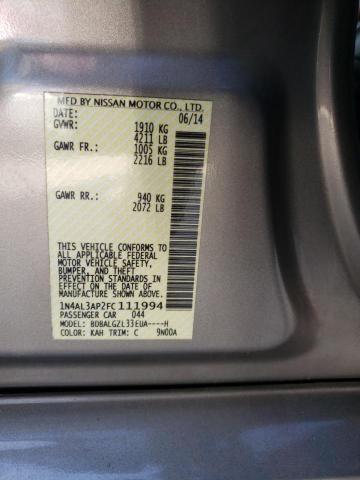 MFD BY NISSAN MOTOR CO., LTD.
DATE: 06/14
GVWR: 1910 KG
4211 LB
GAWR FR.: 1005 KG
2216 LB
GAWR RR.: 940 KG
2072 LB
THIS VEHICLE CONFORMS TO
ALL APPLICABLE FEDERAL
MOTOR VEHICLE SAFETY,
BUMPER, AND THEFT
PREVENTION STANDARDS IN
EFFECT ON THE DATE OF
MANUFACTURE SHOWN ABOVE.
1N4AL3AP2FC111994
PASSENGER CAR 044
MODEL: BDBALGZL33EUA----H
COLOR: KAH TRIM: C 9N00A